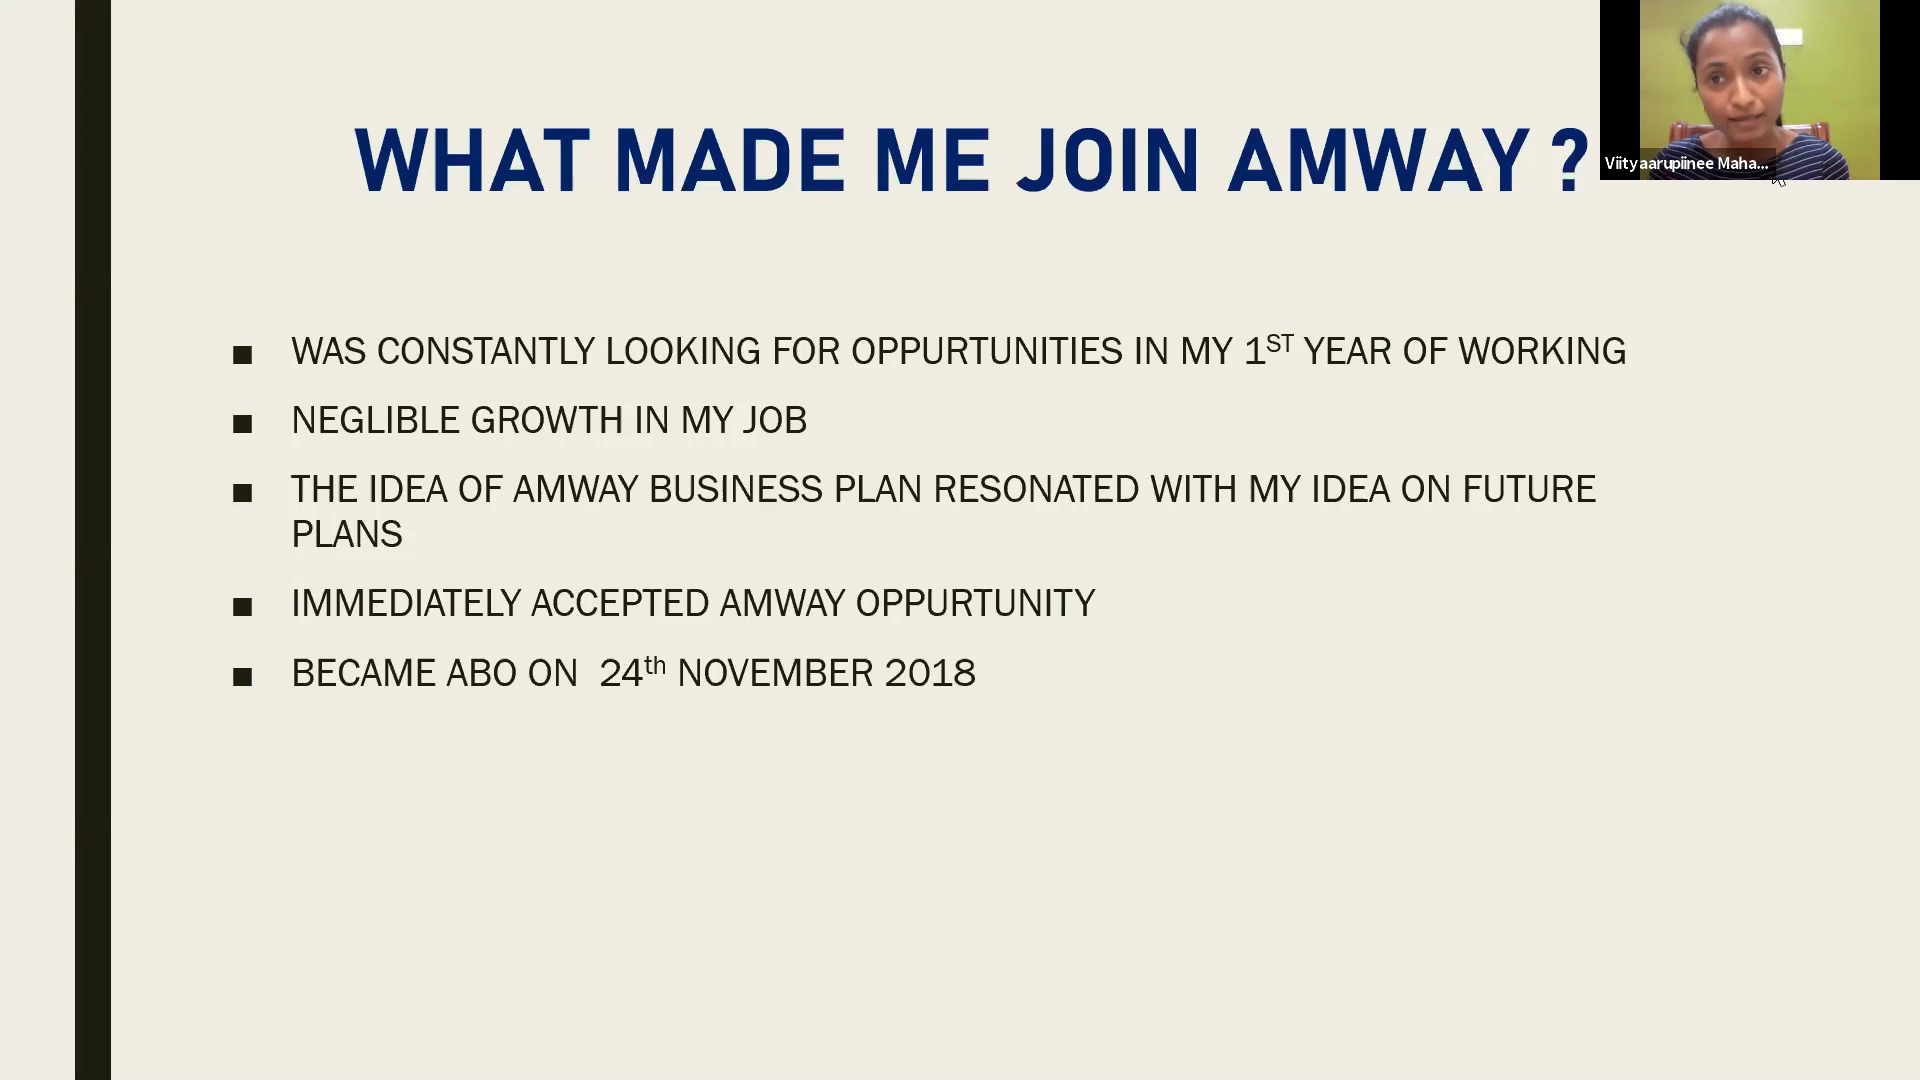 WHAT MADE ME JOIN AMWAY ?
Viityaarupiinee Maha...
■ WAS CONSTANTLY LOOKING FOR OPPURTUNITIES IN MY 1ST YEAR OF WORKING
■ NEGLIBLE GROWTH IN MY JOB
■ THE IDEA OF AMWAY BUSINESS PLAN RESONATED WITH MY IDEA ON FUTURE
PLANS
■ IMMEDIATELY ACCEPTED AMWAY OPPURTUNITY
■ BECAME ABO ON 24th NOVEMBER 2018